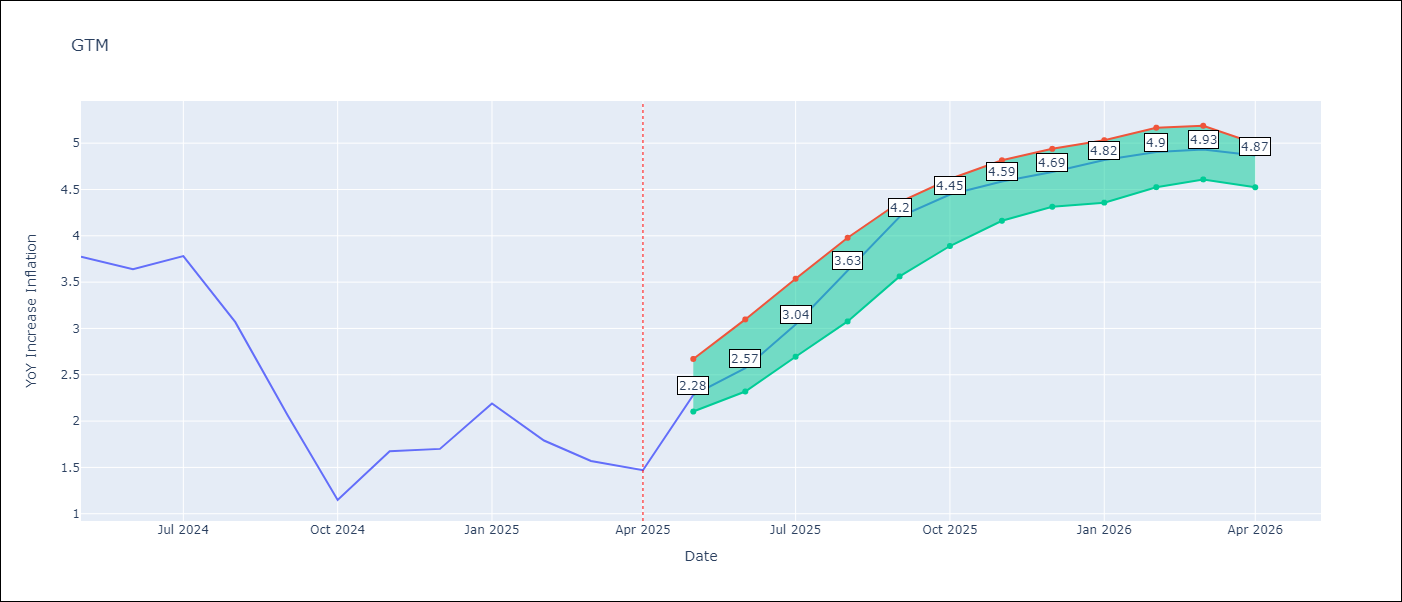 GTM
YoY Increase Inflation
5
4.5
4
3.5
3
2.5
2
1.5
1
2.28
2.57
3.04
3.63
4.2
4.45
4.59
4.69
4.82
4.9
4.93
4.87
Jul 2024
Oct 2024
Jan 2025
Apr 2025
Jul 2025
Oct 2025
Jan 2026
Apr 2026
Date